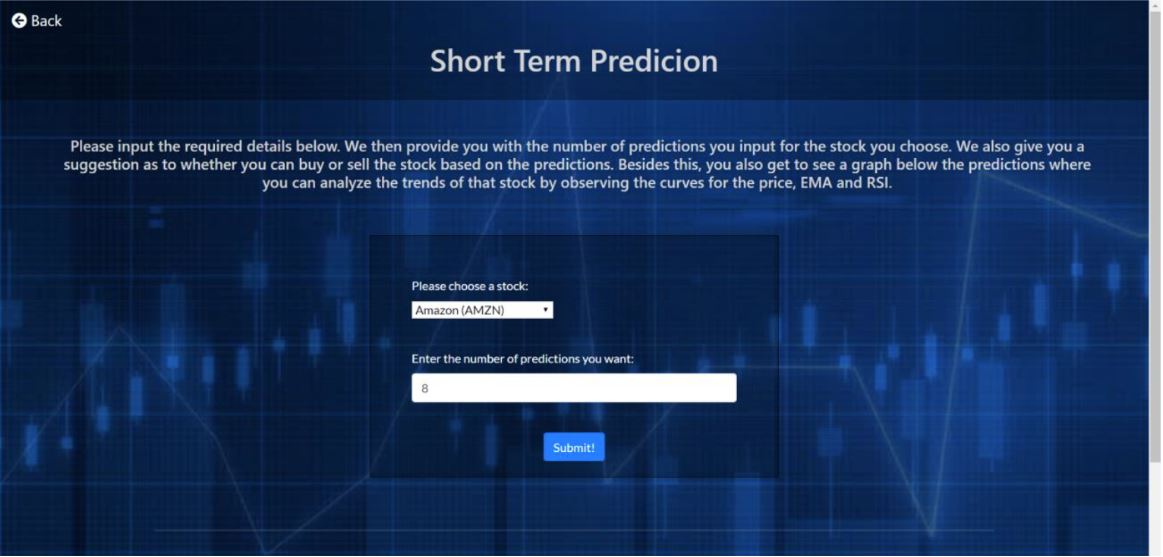 Back
Short Term Predicion
Please input the required details below. We then provide you with the number of predictions you input for the stock you choose. We also give you a
suggestion as to whether you can buy or sell the stock based on the predictions. Besides this, you also get to see a graph below the predictions where
you can analyze the trends of that stock by observing the curves for the price, EMA and RSI.
Please choose a stock:
Amazon (AMZN)
Enter the number of predictions you want:
8
Submit!